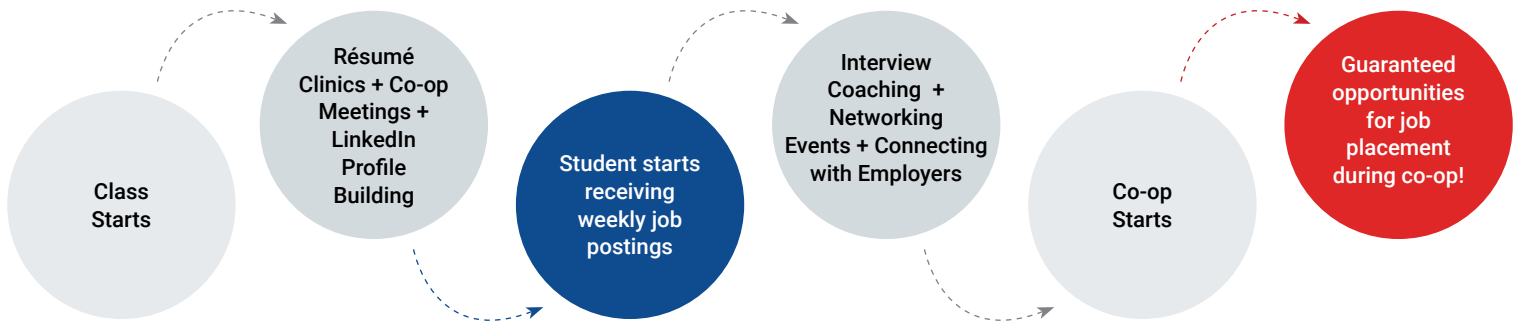 Class
Starts
Résumé
Clinics + Co-op
Meetings +
LinkedIn
Profile
Building
Student starts
receiving
weekly job
postings
Interview
Coaching +
Networking
Events + Connecting
with Employers
Co-op
Starts
Guaranteed
opportunities
for job
placement
during co-op!